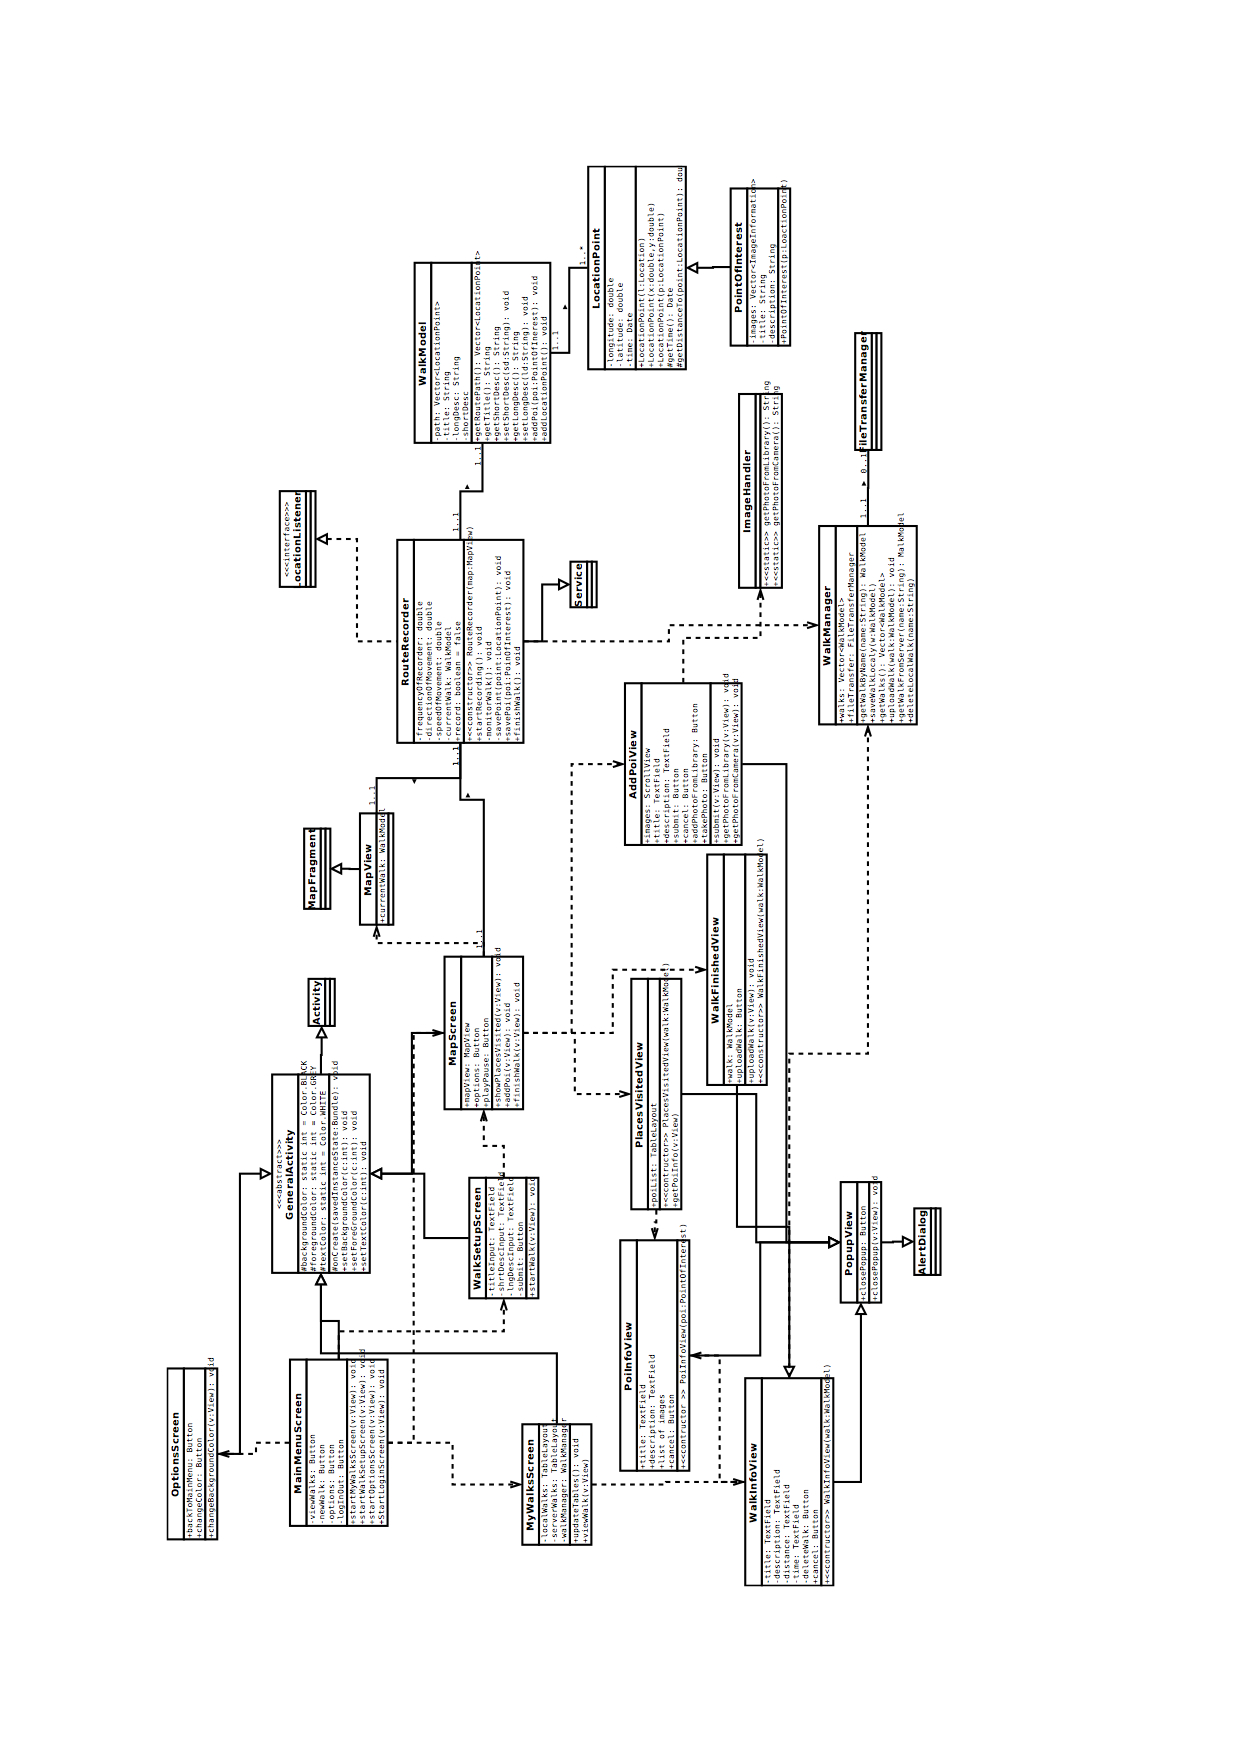 OptionsScreen
+backToMainMenu: Button
+changeColor: Button
+changeBackgroundColor(v:View): void
MainMenuScreen
-viewWalks: Button
-newWalk: Button
-options: Button
-logInOut: Button
+startMyWalksScreen(v:View): void
+startWalkSetupScreen(v:View): void
+startOptionsScreen(v:View): void
+StartLoginScreen(v:View): void
MyWalksScreen
-localWalks: TableLayout
-serverWalks: TableLayout
-walkManager: WalkManager
+updateTables(): void
+viewWalk(v:View)
WalkInfoView
-title: TextField
-description: TextField
-distance: TextField
-time: TextField
-deleteWalk: Button
+cancel: Button
+<<contructor>> WalkInfoView(walk:WalkModel)
<<<abstract>>>
GeneralActivity
#backgroundColor: static int = Color.BLACK
#foregroundColor: static int = Color.GREY
#textColor: static int = Color.WHITE
#onCreate(savedInstanceState:Bundle): void
+setBackgroundColor(c:int): void
+setForeGroundColor(c:int): void
+setTextColor(c:int): void
WalkSetupScreen
-titleInput: TextField
-shrtDescInput: TextField
-lngDescInput: TextField
-submit: Button
+startWalk(v:View): void
PoiInfoView
+title: TextField
+description: TextField
+list of images
+cancel: Button
+<<contructor >> PoiInfoView(poi:PointOfInterest)
PopupView
+closePopup: Button
+closePopup(v:View): void
AlertDialog
Activity
MapScreen
+mapView: MapView
+options: Button
+playPause: Button
+showPlacesVisited(v:View): void
+addPoi(v:View): void
+finishWalk(v:View): void
PlacesVisitedView
+poiList: TableLayout
+<<contructor>> PlacesVisitedView(walk:WalkModel)
+getPoiInfo(v:View)
WalkFinishedView
+walk: WalkModel
+uploadWalk: Button
+uploadWalk(v:View): void
+<<constructor>> WalkFinishedView(walk:WalkModel)
MapFragment
MapView
+currentWalk: WalkModel
1..1
1..1
1..1
AddPoiView
+images: ScrollView
+title: TextField
+description: TextField
+submit: Button
+cancel: Button
+addPhotoFromLibrary: Button
+takePhoto: Button
+submit(v:View): void
+getPhotoFromLibrary(v:View): void
+getPhotoFromCamera(v:View): void
<<<interface>>>
LocationListener
RouteRecorder
-frequencyOfRecorder: double
-directionOfMovement: double
-speedOfMovement: double
-currentWalk: WalkModel
+record: boolean = false
+<<constructor>> RouteRecorder(map:MapView)
+startRecording(): void
-monitorWalk(): void
-savePoint(point:LocationPoint): void
+savePoi(poi:PoinOfInterest): void
+finishWalk(): void
1..1
1..1
Service
ImageHandler
+<<static>> getPhotoFromLibrary(): String
+<<static>> getPhotoFromCamera(): String
WalkManager
+walks: Vector<WalkModel>
+fileTransfer: FileTransferManager
+getWalkByName(name:String): WalkModel
+saveWalkLocaly(w:WalkModel)
+getWalks(): Vector<WalkModel>
+uploadWalk(walk:WalkModel): void
+getWalkFromServer(name:String): MalkModel
+deleteLocalWalk(name:String)
1..1
0..1
FileTransferManager
WalkModel
-path: Vector<LocationPoint>
-title: String
-longDesc: String
-shortDesc
+getRoutePath(): Vector<LocationPoint>
+getTitle(): String
+getShortDesc(): String
+setShortDesc(sd:String): void
+getLongDesc(): String
+setLongDesc(ld:String): void
+addPoi(poi:PointOfInerest): void
+addLocationPoint(): void
1..1
1..*
LocationPoint
-longitude: double
-latitude: double
-time: Date
+LocationPoint(l:Location)
+LocationPoint(x:double,y:double)
+LocationPoint(p:LocationPoint)
#getTime(): Date
#getDistanceTo(point:LocationPoint): dou
PointOfInterest
-images: Vector<ImageInformation>
-title: String
-description: String
+PointOfInterest(p:LoactionPoint)